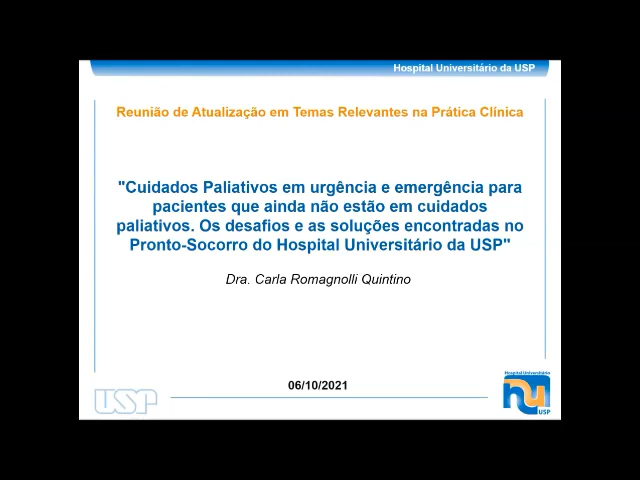 Hospital Universitário da USP
Reunião de Atualização em Temas Relevantes na Prática Clínica
"Cuidados Paliativos em urgência e emergência para
pacientes que ainda não estão em cuidados
paliativos. Os desafios e as soluções encontradas no
Pronto-Socorro do Hospital Universitário da USP"
Dra. Carla Romagnolli Quintino
06/10/2021
USP
Hospital Universitário
hu
USP